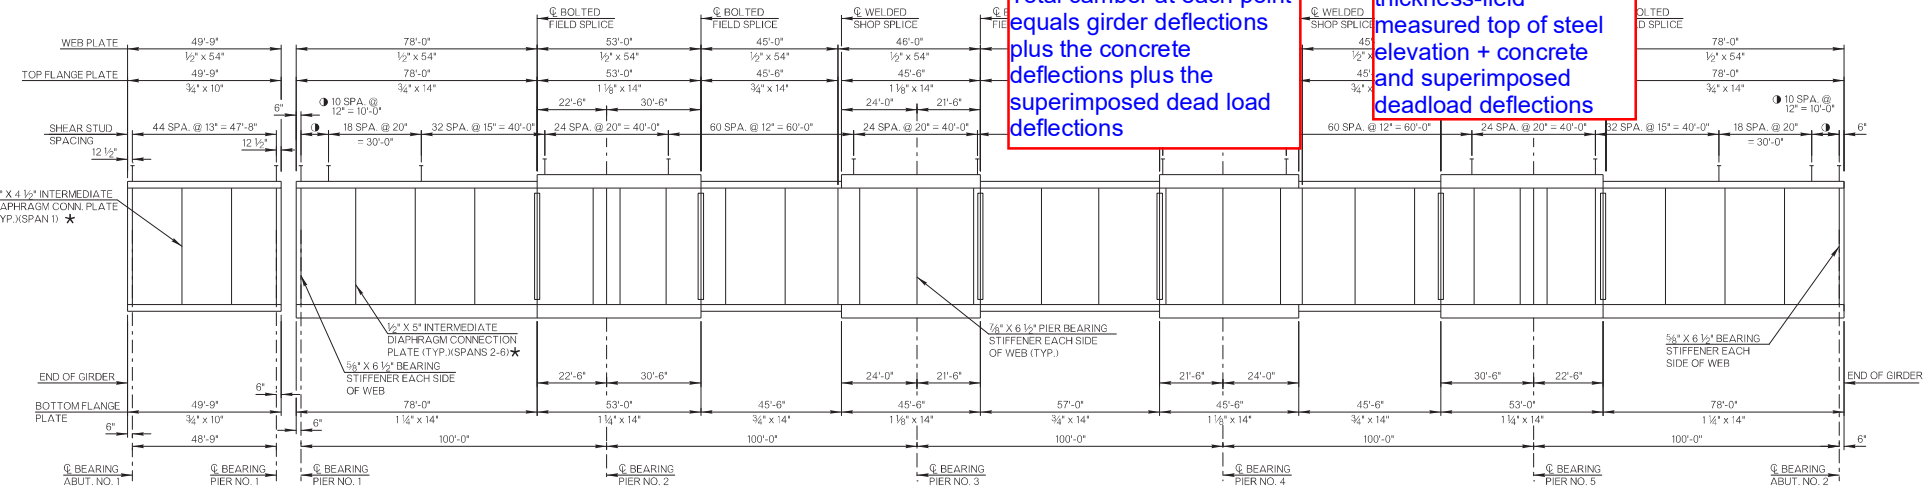 ℄ BOLTED
FIELD SPLICE
℄ BOLTED
FIELD SPLICE
℄ WELDED
SHOP SPLICE
Total camber at each point
equals girder deflections
plus the concrete
deflections plus the
superimposed dead load
deflections
℄ WELDED
SHOP SPLICE
thickness-field
measured top of steel
elevation + concrete
and superimposed
deadload deflections
WEB PLATE
49'-9" 78'-0" 53'-0" 45'-0" 46'-0" 78'-0"
½" x 54" ½" x 54" ½" x 54" ½" x 54" ½" x 54" ½" x 54"
TOP FLANGE PLATE
49'-9" 78'-0" 53'-0" 45'-6" 45'-6" 78'-0"
¾" x 10" ¾" x 14" 1⅛" x 14" ¾" x 14" 1⅛" x 14" ¾" x 14"
6" ◑ 10 SPA. @
12" = 10'-0"
22'-6" 30'-6" 24'-0" 21'-6"
◑ 10 SPA. @
12" = 10'-0"
SHEAR STUD
SPACING
44 SPA. @ 13" = 47'-8" ◑ 18 SPA. @ 20" 32 SPA. @ 15" = 40'-0" 24 SPA. @ 20" = 40'-0" 60 SPA. @ 12" = 60'-0" 24 SPA. @ 20" = 40'-0" 60 SPA. @ 12" = 60'-0" 24 SPA. @ 20" = 40'-0" 32 SPA. @ 15" = 40'-0" 18 SPA. @ 20" ◑ 6"
= 30'-0" = 30'-0"
12 ½" 12 ½"
" X 4 ½" INTERMEDIATE
APHRAGM CONN. PLATE
YP.)(SPAN 1) ★
½" X 5" INTERMEDIATE
DIAPHRAGM CONNECTION
PLATE (TYP.)(SPANS 2-6)★
⅝" X 6 ½" BEARING
STIFFENER EACH SIDE
OF WEB
⅞" X 6 ½" PIER BEARING
STIFFENER EACH SIDE
OF WEB (TYP.)
⅝" X 6 ½" BEARING
STIFFENER EACH
SIDE OF WEB
END OF GIRDER
6"
22'-6" 30'-6" 24'-0" 21'-6" 21'-6" 24'-0" 30'-6" 22'-6"
END OF GIRDER
BOTTOM FLANGE
PLATE
49'-9" 78'-0" 53'-0" 45'-6" 45'-6" 57'-0" 45'-6" 45'-6" 53'-0" 78'-0"
¾" x 10" 1¼" x 14" 1¼" x 14" ¾" x 14" 1⅛" x 14" ¾" x 14" 1⅛" x 14" ¾" x 14" 1¼" x 14" 1¼" x 14"
6" 6"
48'-9" 100'-0" 100'-0" 100'-0" 100'-0" 100'-0" 6"
℄ BEARING
ABUT. NO. 1
℄ BEARING
PIER NO. 1
℄ BEARING
PIER NO. 1
℄ BEARING
PIER NO. 2
℄ BEARING
PIER NO. 3
℄ BEARING
PIER NO. 4
℄ BEARING
PIER NO. 5
℄ BEARING
ABUT. NO. 2